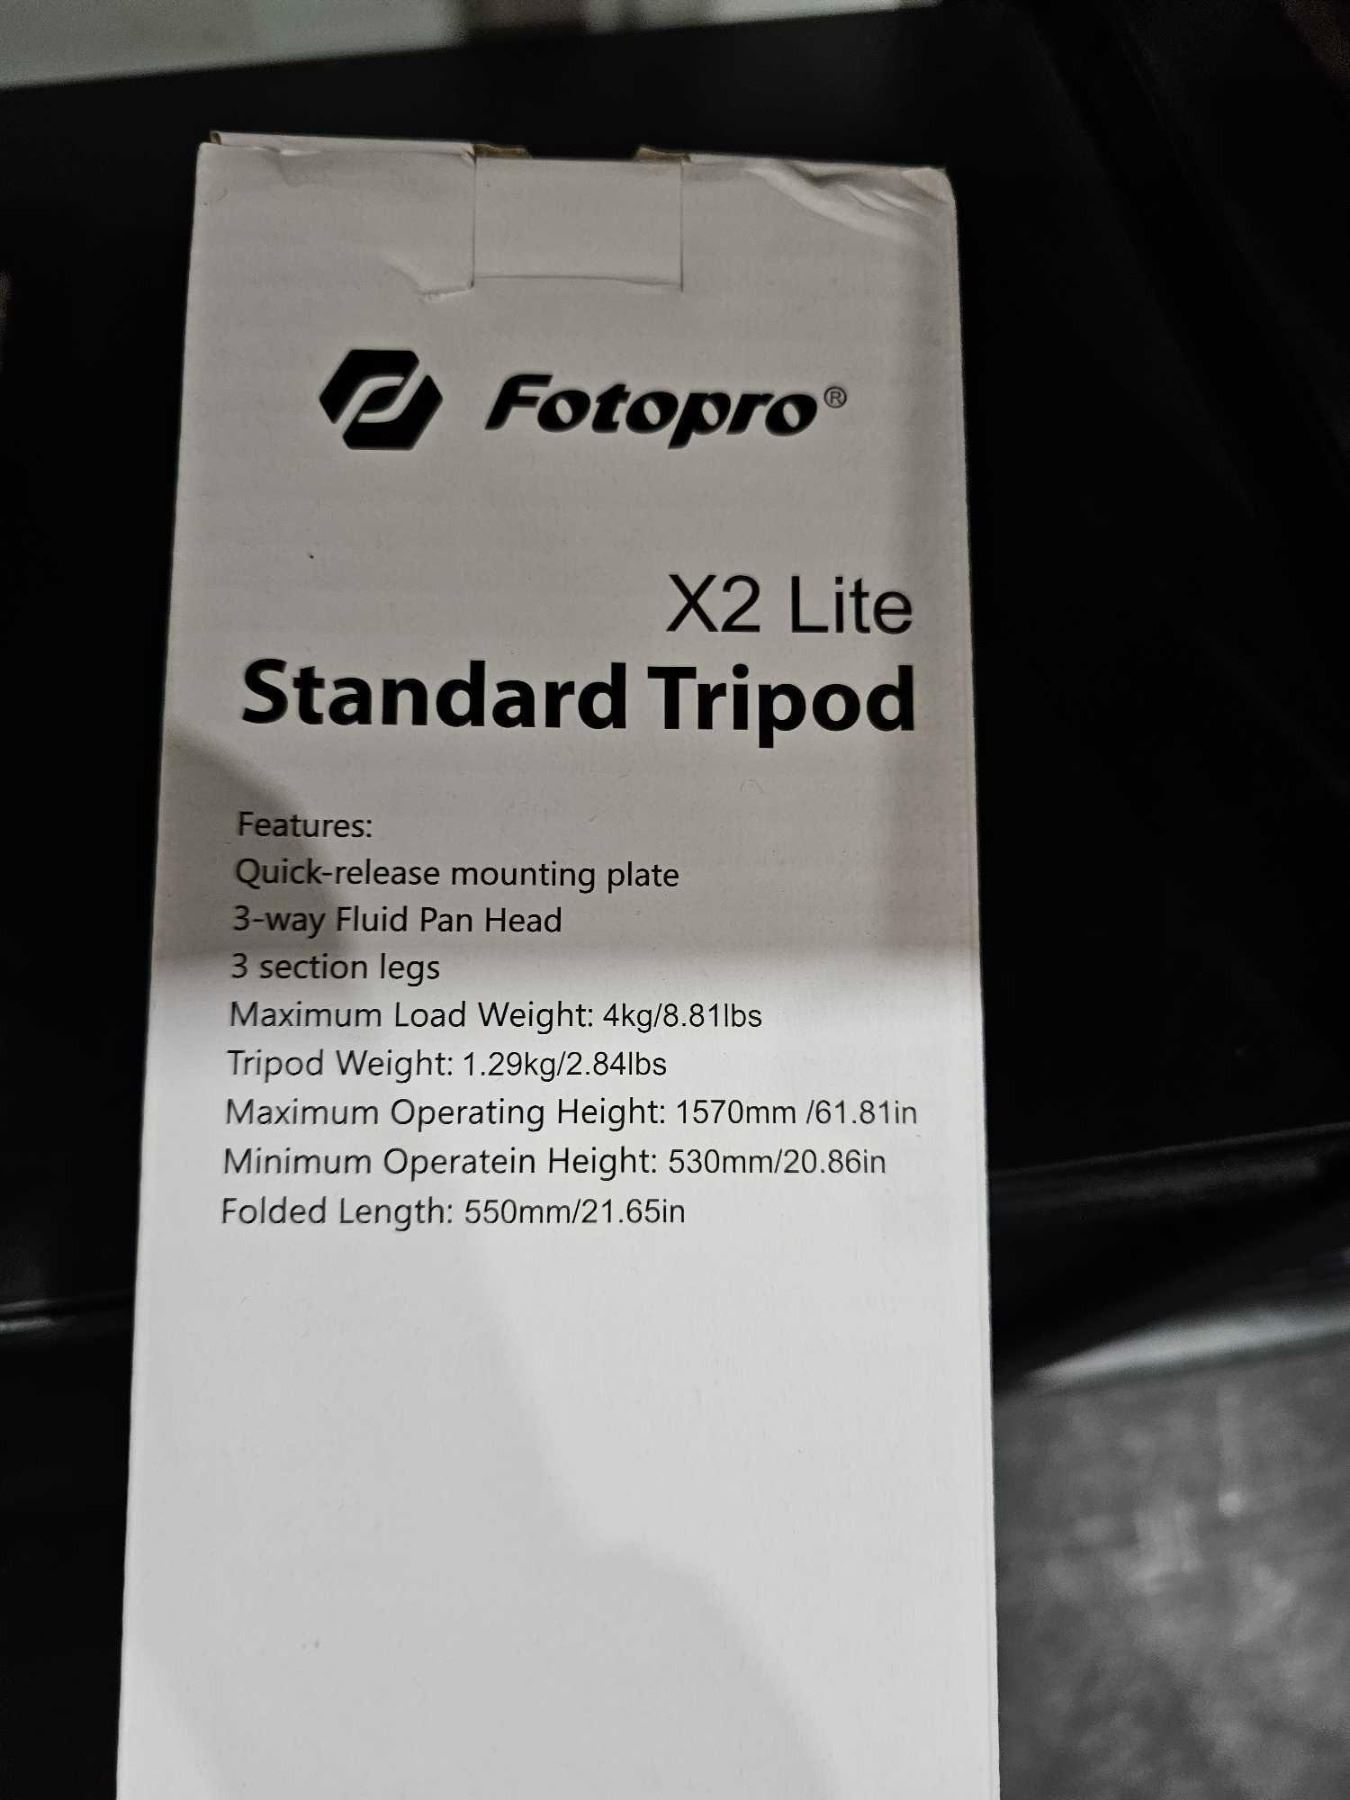 Fotopro®
X2 Lite
Standard Tripod
Features:
Quick-release mounting plate
3-way Fluid Pan Head
3 section legs
Maximum Load Weight: 4kg/8.81lbs
Tripod Weight: 1.29kg/2.84lbs
Maximum Operating Height: 1570mm /61.81in
Minimum Operatein Height: 530mm/20.86in
Folded Length: 550mm/21.65in